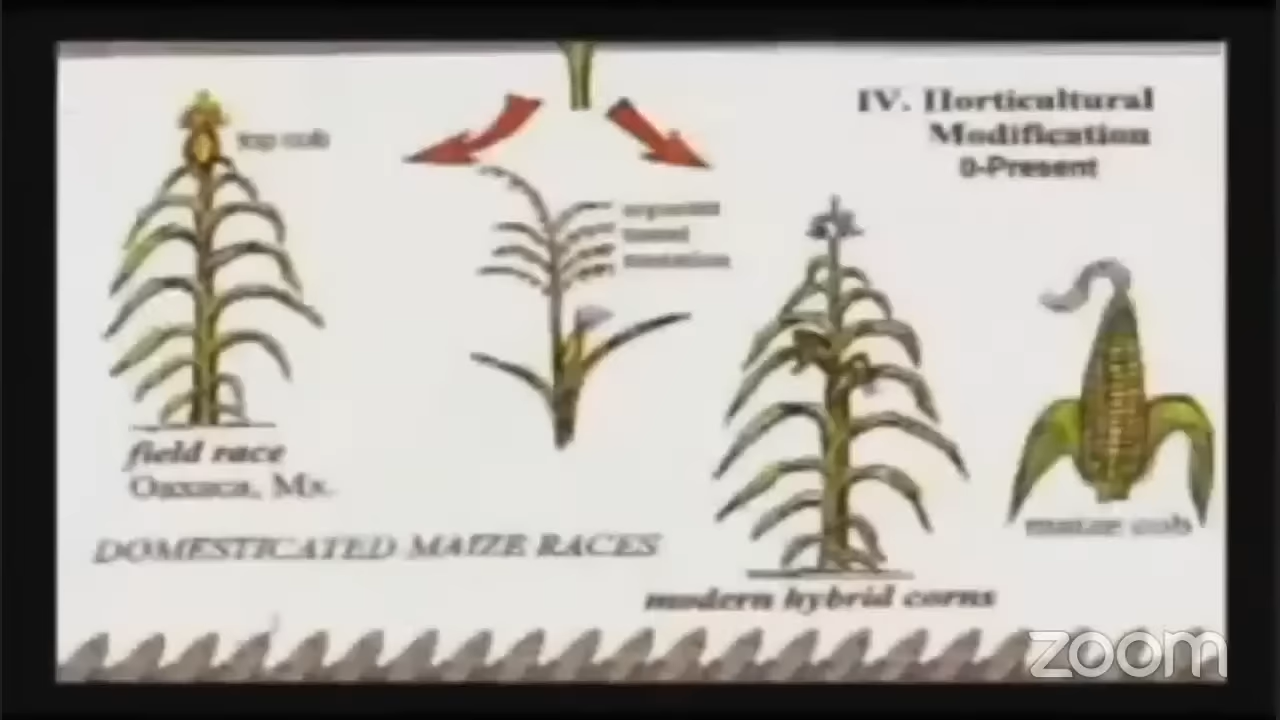 IV. Horticultural
Modification
0-Present
top cob
field race
Oaxaca, Mx.
DOMESTICATED MAIZE RACES
modern hybrid corns
mature cob
zoom